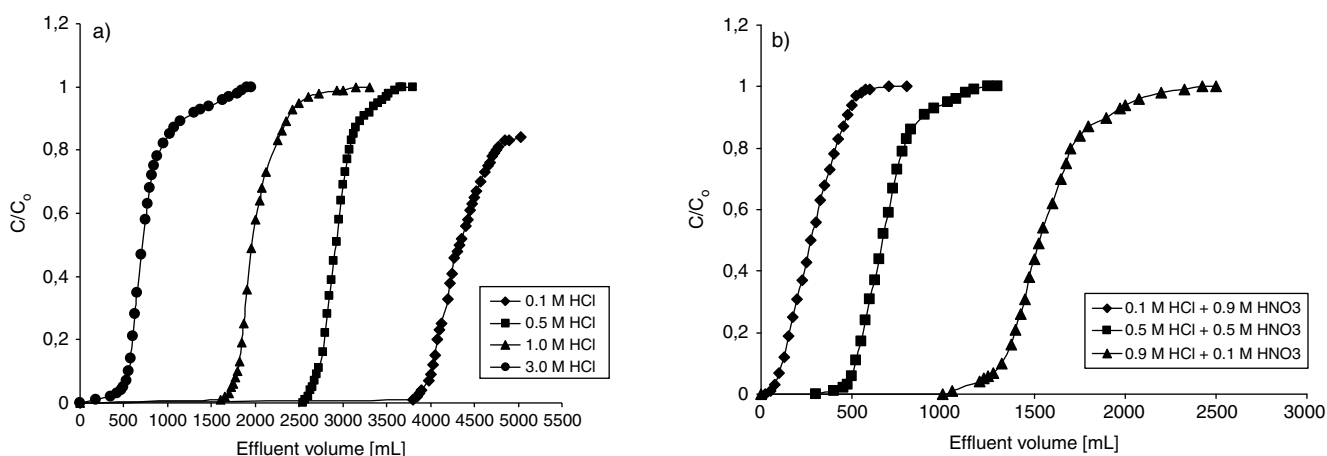 a)
1,2
1
0,8
0,6
0,4
0,2
0
C/Co
0 500 1000 1500 2000 2500 3000 3500 4000 4500 5000 5500
Effluent volume [mL]
0.1 M HCl
0.5 M HCl
1.0 M HCl
3.0 M HCl
b)
1,2
1
0,8
0,6
0,4
0,2
0
C/Co
0 500 1000 1500 2000 2500 3000
Effluent volume [mL]
0.1 M HCl + 0.9 M HNO3
0.5 M HCl + 0.5 M HNO3
0.9 M HCl + 0.1 M HNO3